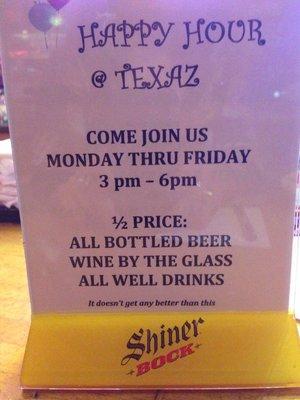 HAPPY HOUR
@ TEXAZ
COME JOIN US
MONDAY THRU FRIDAY
3 pm – 6pm
½ PRICE:
ALL BOTTLED BEER
WINE BY THE GLASS
ALL WELL DRINKS
It doesn't get any better than this
Shiner
BOCK